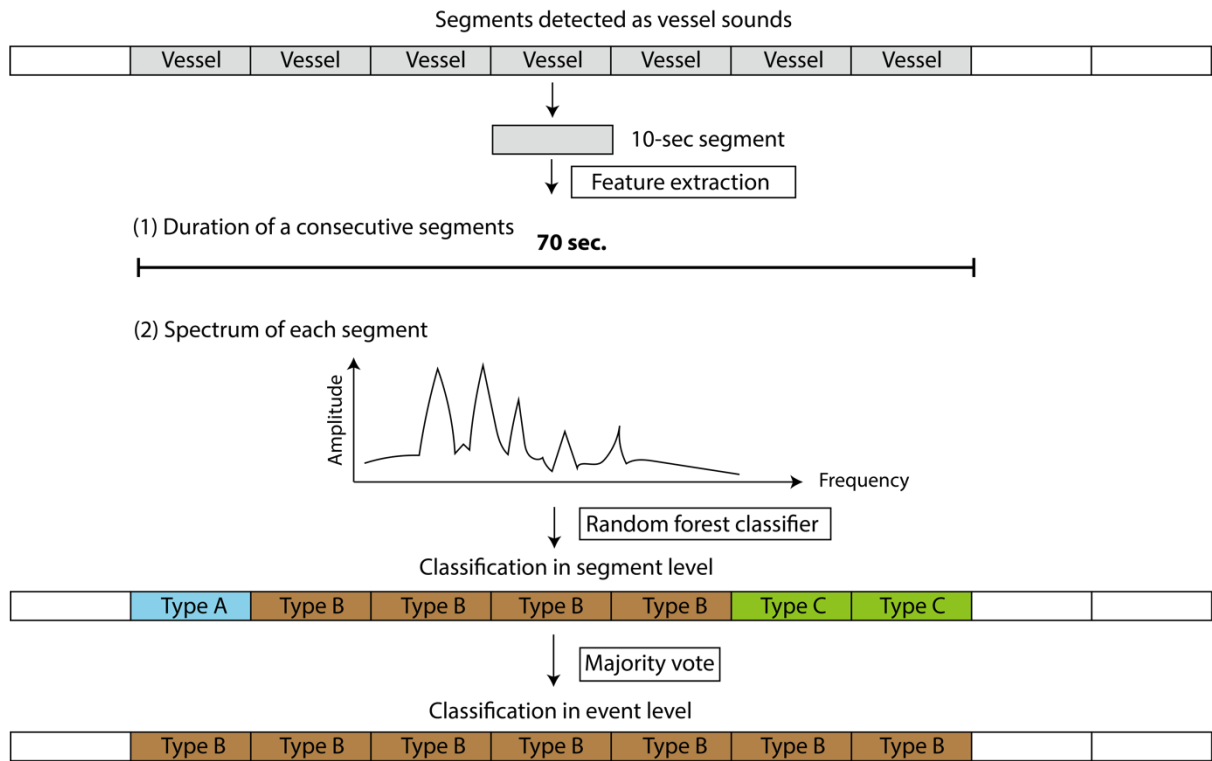 Segments detected as vessel sounds
Vessel Vessel Vessel Vessel Vessel Vessel Vessel
10-sec segment
Feature extraction
(1) Duration of a consecutive segments
70 sec.
(2) Spectrum of each segment
Amplitude
Frequency
Random forest classifier
Classification in segment level
Type A Type B Type B Type B Type B Type C Type C
Majority vote
Classification in event level
Type B Type B Type B Type B Type B Type B Type B